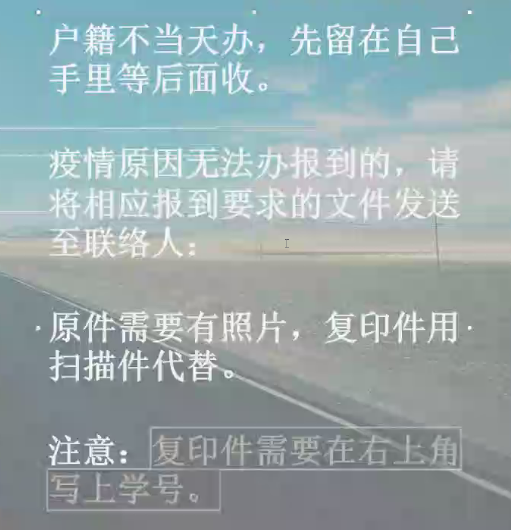 户籍不当天办，先留在自己
手里等后面收。
疫情原因无法办报到的，请
将相应报到要求的文件发送
至联络人：
·原件需要有照片，复印件用·
扫描件代替。
注意：复印件需要在右上角
写上学号。